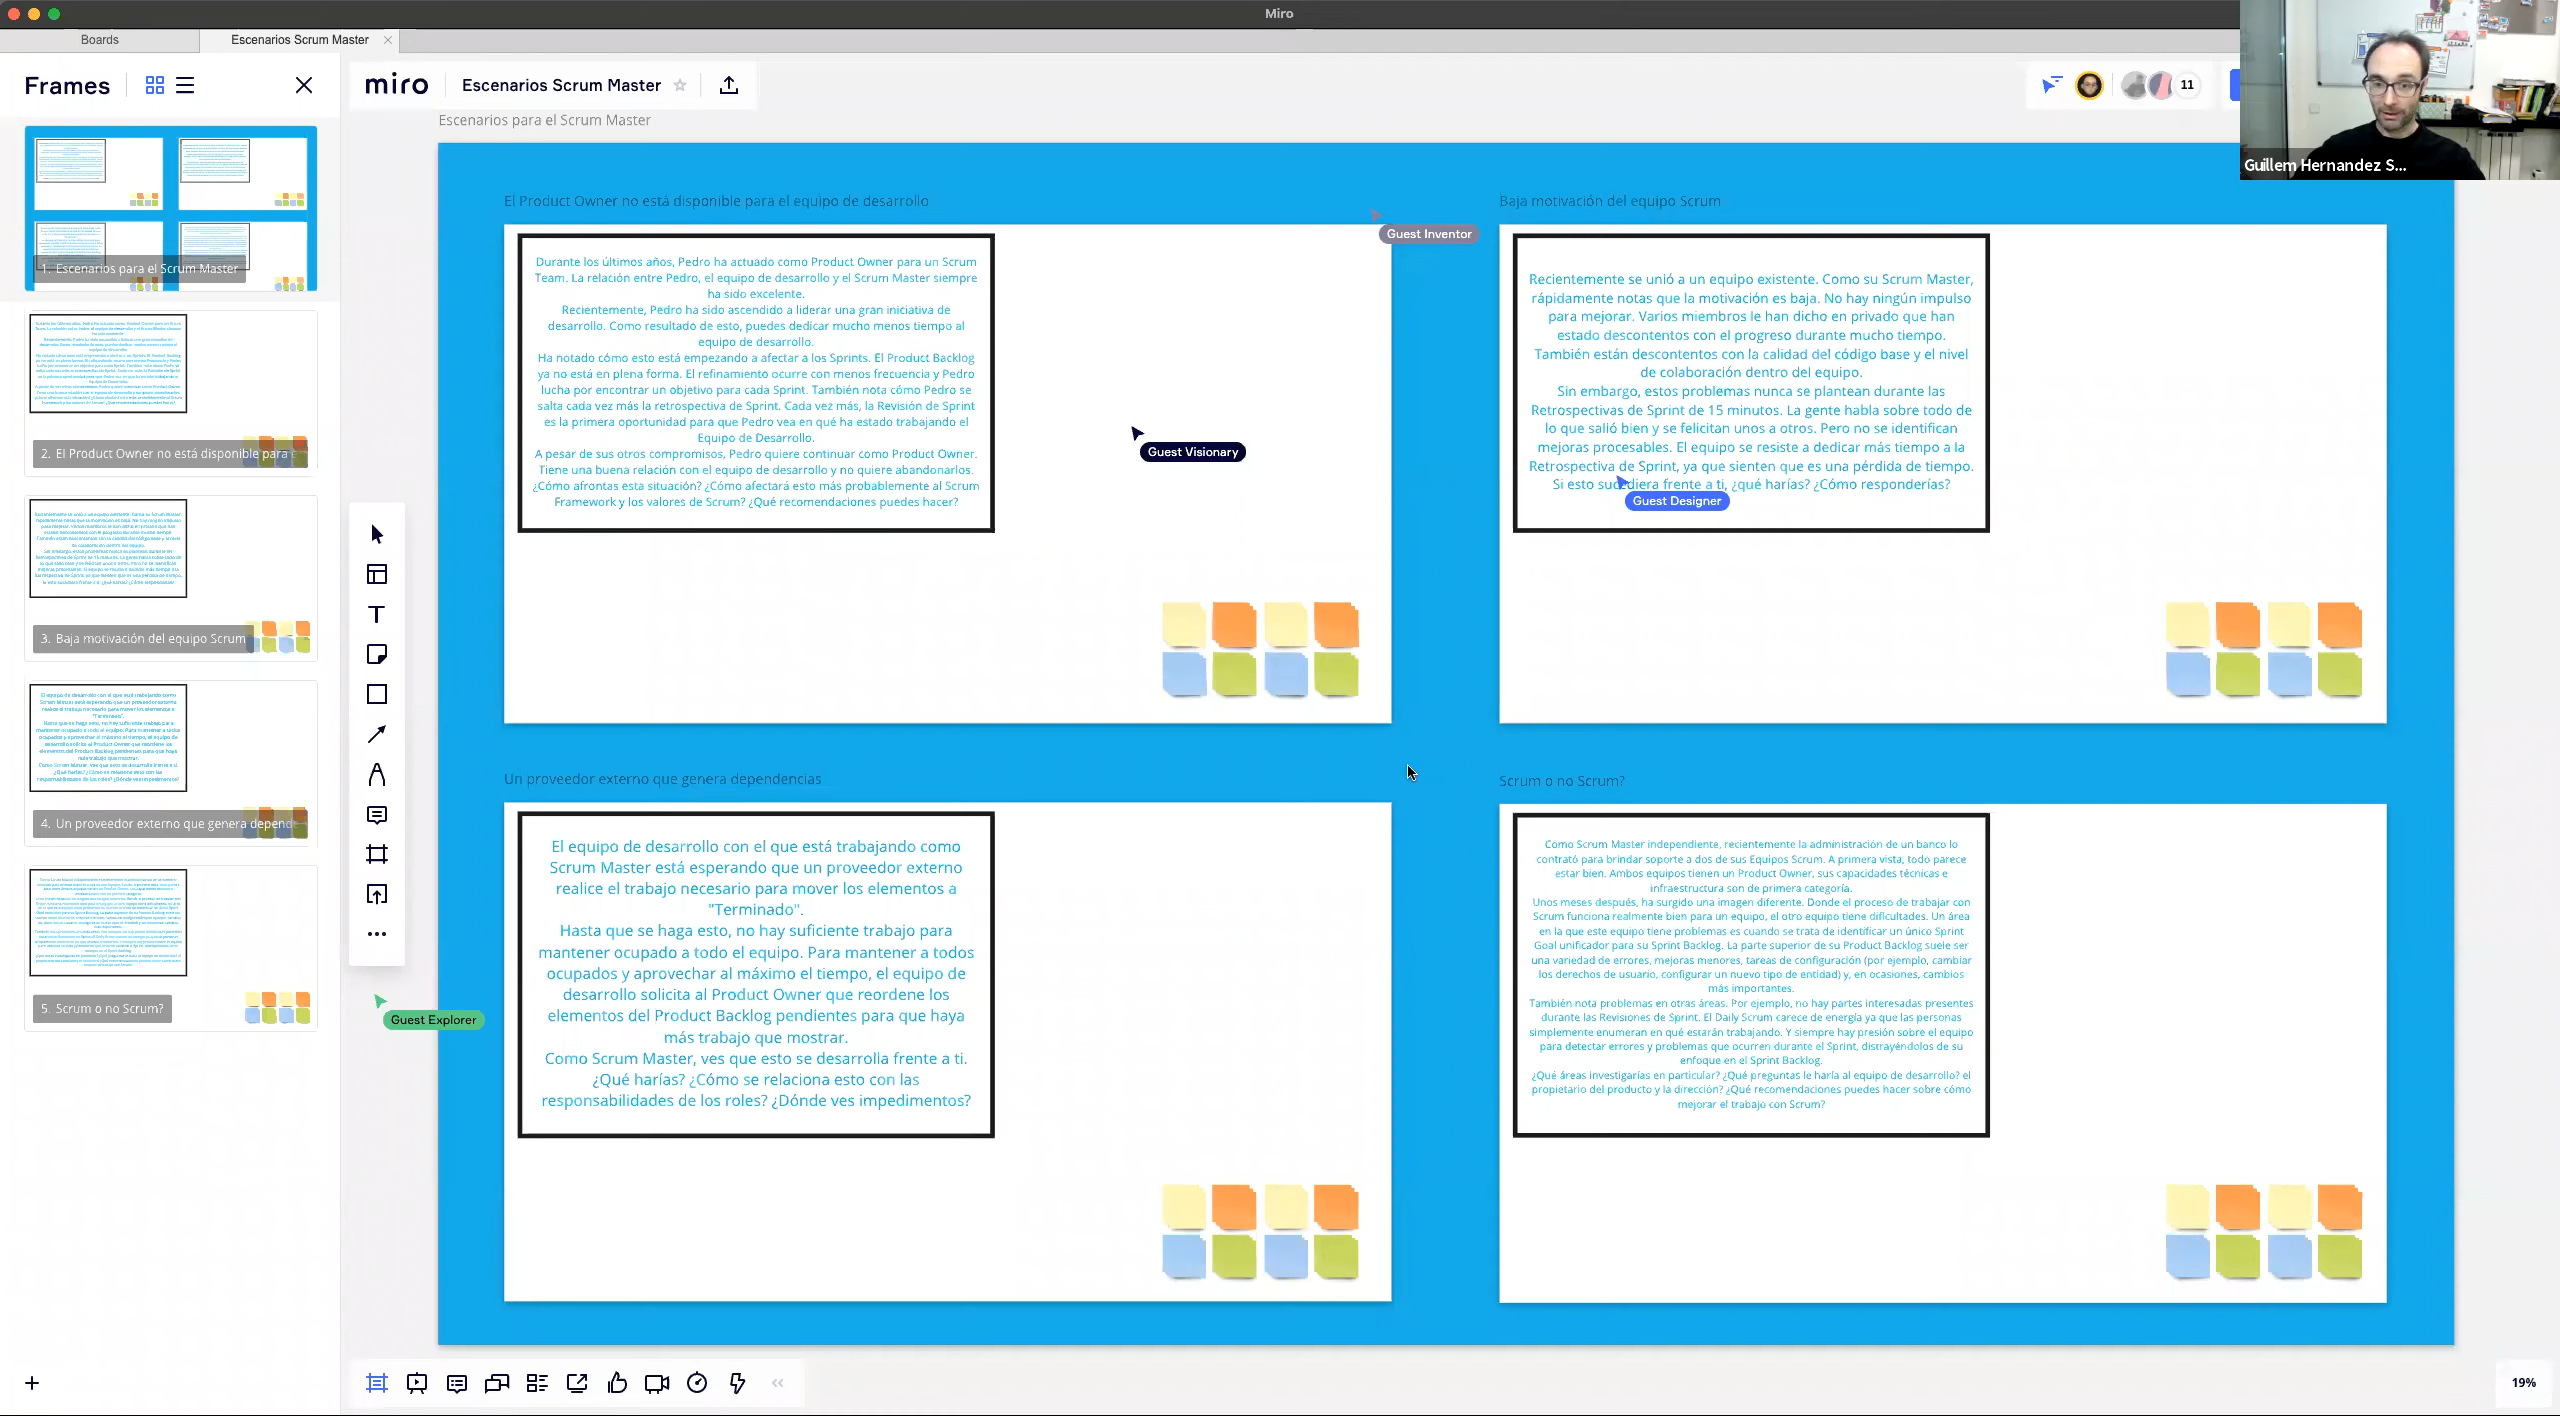 Miro
Boards
Escenarios Scrum Master
Frames
miro
Escenarios Scrum Master
11
Guillem Hernandez S...
1. Escenarios para el Scrum Master
2. El Product Owner no está disponible para
3. Baja motivación del equipo Scrum
4. Un proveedor externo que genera depend
5. Scrum o no Scrum?
Escenarios para el Scrum Master
El Product Owner no está disponible para el equipo de desarrollo
Durante los últimos años, Pedro ha actuado como Product Owner para un Scrum
Team. La relación entre Pedro, el equipo de desarrollo y el Scrum Master siempre
ha sido excelente.
Recientemente, Pedro ha sido ascendido a liderar una gran iniciativa de
desarrollo. Como resultado de esto, puedes dedicar mucho menos tiempo al
equipo de desarrollo.
Ha notado cómo esto está empezando a afectar a los Sprints. El Product Backlog
ya no está en plena forma. El refinamiento ocurre con menos frecuencia y Pedro
lucha por encontrar un objetivo para cada Sprint. También nota cómo Pedro se
salta cada vez más la retrospectiva de Sprint. Cada vez más, la Revisión de Sprint
es la primera oportunidad para que Pedro vea en qué ha estado trabajando el
Equipo de Desarrollo.
A pesar de sus otros compromisos, Pedro quiere continuar como Product Owner.
Tiene una buena relación con el equipo de desarrollo y no quiere abandonarlos.
¿Cómo afrontas esta situación? ¿Cómo afectará esto más probablemente al Scrum
Framework y los valores de Scrum? ¿Qué recomendaciones puedes hacer?
Guest Inventor
Guest Visionary
Baja motivación del equipo Scrum
Recientemente se unió a un equipo existente. Como su Scrum Master,
rápidamente notas que la motivación es baja. No hay ningún impulso
para mejorar. Varios miembros le han dicho en privado que han
estado descontentos con el progreso durante mucho tiempo.
También están descontentos con la calidad del código base y el nivel
de colaboración dentro del equipo.
Sin embargo, estos problemas nunca se plantean durante las
Retrospectivas de Sprint de 15 minutos. La gente habla sobre todo de
lo que salió bien y se felicitan unos a otros. Pero no se identifican
mejoras procesables. El equipo se resiste a dedicar más tiempo a la
Retrospectiva de Sprint, ya que sienten que es una pérdida de tiempo.
Si esto sucediera frente a ti, ¿qué harías? ¿Cómo responderías?
Guest Designer
Un proveedor externo que genera dependencias
El equipo de desarrollo con el que está trabajando como
Scrum Master está esperando que un proveedor externo
realice el trabajo necesario para mover los elementos a
"Terminado".
Hasta que se haga esto, no hay suficiente trabajo para
mantener ocupado a todo el equipo. Para mantener a todos
ocupados y aprovechar al máximo el tiempo, el equipo de
desarrollo solicita al Product Owner que reordene los
elementos del Product Backlog pendientes para que haya
más trabajo que mostrar.
Como Scrum Master, ves que esto se desarrolla frente a ti.
¿Qué harías? ¿Cómo se relaciona esto con las
responsabilidades de los roles? ¿Dónde ves impedimentos?
Guest Explorer
Scrum o no Scrum?
Como Scrum Master independiente, recientemente la administración de un banco lo
contrató para brindar soporte a dos de sus Equipos Scrum. A primera vista, todo parece
estar bien. Ambos equipos tienen un Product Owner, sus capacidades técnicas e
infraestructura son de primera categoría.
Unos meses después, ha surgido una imagen diferente. Donde el proceso de trabajar con
Scrum funciona realmente bien para un equipo, el otro equipo tiene dificultades. Un área
en la que este equipo tiene problemas es cuando se trata de identificar un único Sprint
Goal unificador para su Sprint Backlog. La parte superior de su Product Backlog suele ser
una variedad de errores, mejoras menores, tareas de configuración (por ejemplo, cambiar
los derechos de usuario, configurar un nuevo tipo de entidad) y, en ocasiones, cambios
más importantes.
También nota problemas en otras áreas. Por ejemplo, no hay partes interesadas presentes
durante las Revisiones de Sprint. El Daily Scrum carece de energía ya que las personas
simplemente enumeran en qué estarán trabajando. Y siempre hay presión sobre el equipo
para detectar errores y problemas que ocurren durante el Sprint, distrayéndolos de su
enfoque en el Sprint Backlog.
¿Qué áreas investigarías en particular? ¿Qué preguntas le haría al equipo de desarrollo? el
propietario del producto y la dirección? ¿Qué recomendaciones puedes hacer sobre cómo
mejorar el trabajo con Scrum?
19%